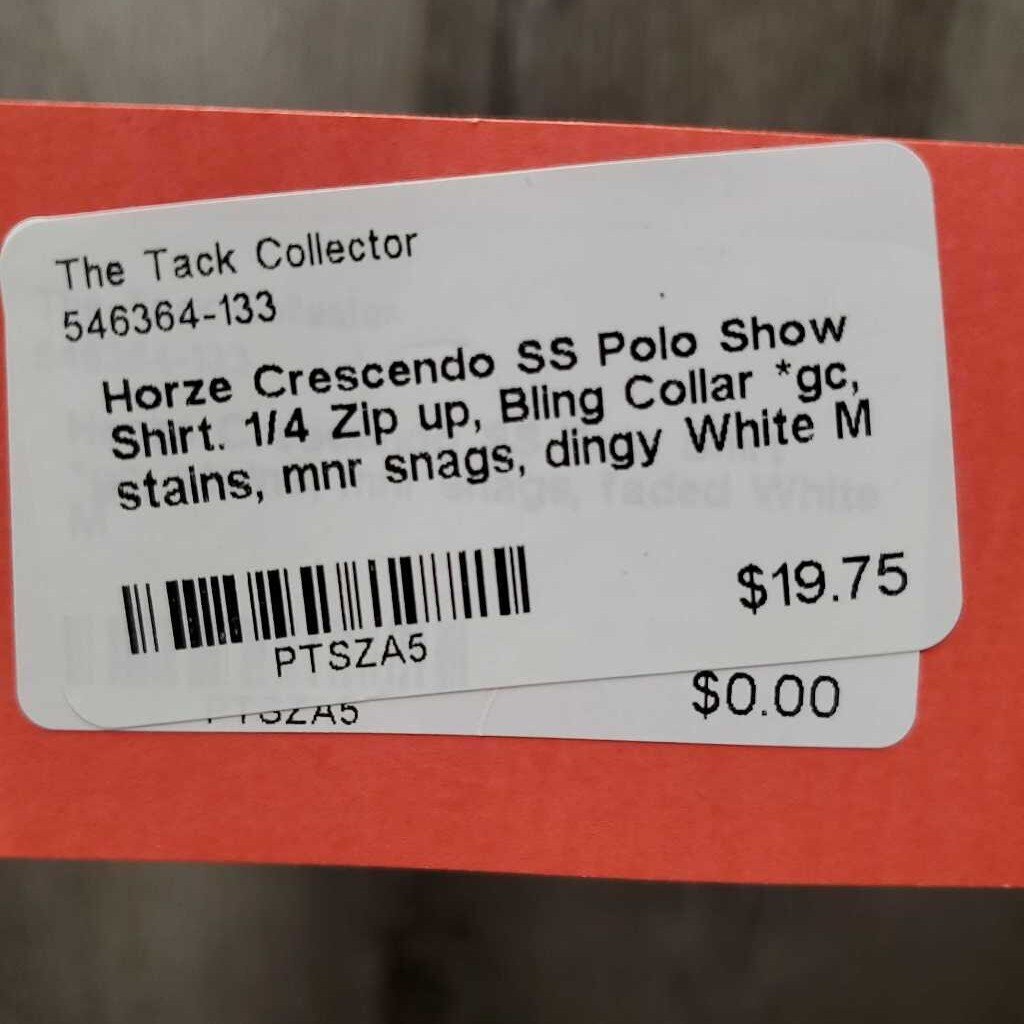 The Tack Collector
546364-133
Horze Crescendo SS Polo Show
Shirt. 1/4 Zip up, Bling Collar *gc,
stains, mnr snags, dingy White M
$19.75
PTSZA5
$0.00
PTSZA5